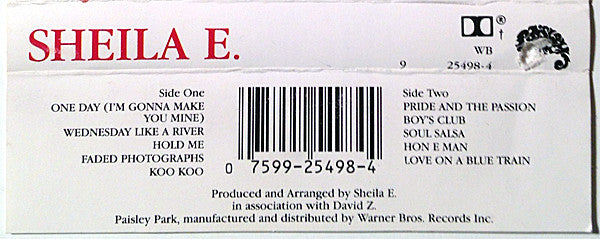 SHEILA E.
®
†
WB
9 25498-4
Side One
ONE DAY (I'M GONNA MAKE
YOU MINE)
WEDNESDAY LIKE A RIVER
HOLD ME
FADED PHOTOGRAPHS
KOO KOO
0 7599-25498-4
Side Two
PRIDE AND THE PASSION
BOY'S CLUB
SOUL SALSA
HON E MAN
LOVE ON A BLUE TRAIN
Produced and Arranged by Sheila E.
in association with David Z.
Paisley Park, manufactured and distributed by Warner Bros. Records Inc.